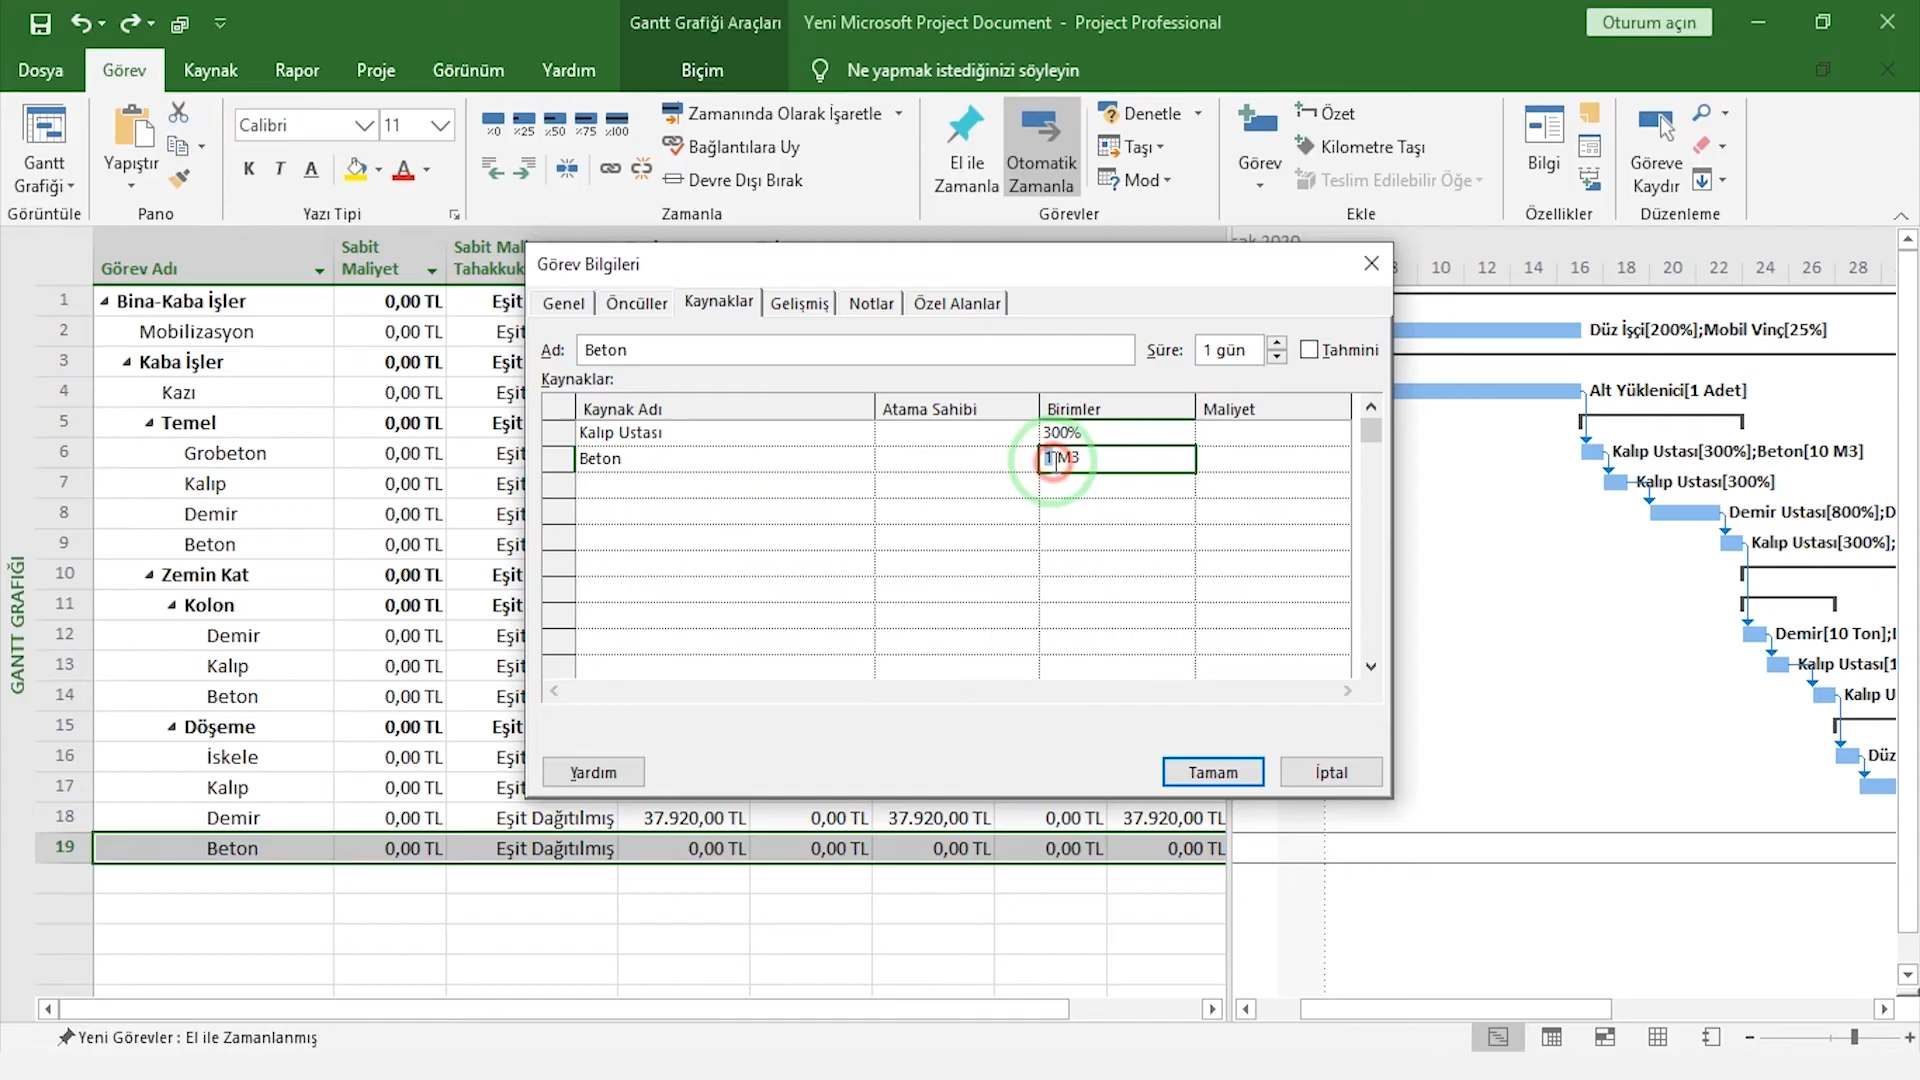 Gantt Grafiği Araçları
Yeni Microsoft Project Document - Project Professional
Oturum açın
Dosya
Görev
Kaynak
Rapor
Proje
Görünüm
Yardım
Biçim
Ne yapmak istediğinizi söyleyin
Gantt
Grafiği
Görüntüle
Yapıştır
Pano
Calibri
11
K T A
A
Yazı Tipi
%0 %25 %50 %75 %100
Zamanında Olarak İşaretle
Bağlantılara Uy
Devre Dışı Bırak
Zamanla
El ile
Zamanla
Otomatik
Zamanla
Denetle
Taşı
Mod
Görevler
Görev
Özet
Kilometre Taşı
Teslim Edilebilir Öğe
Ekle
Bilgi
Özellikler
Göreve
Kaydır
Düzenleme
GANTT GRAFİĞİ
Görev Adı
Sabit
Maliyet
Sabit Mal
Tahakkuk
1 Bina-Kaba İşler 0,00 TL Eşit
2 Mobilizasyon 0,00 TL Eşit
3 Kaba İşler 0,00 TL Eşit
4 Kazı 0,00 TL Eşit
5 Temel 0,00 TL Eşit
6 Grobeton 0,00 TL Eşit
7 Kalıp 0,00 TL Eşit
8 Demir 0,00 TL Eşit
9 Beton 0,00 TL Eşit
10 Zemin Kat 0,00 TL Eşit
11 Kolon 0,00 TL Eşit
12 Demir 0,00 TL Eşit
13 Kalıp 0,00 TL Eşit
14 Beton 0,00 TL Eşit
15 Döşeme 0,00 TL Eşit
16 İskele 0,00 TL Eşit
17 Kalıp 0,00 TL Eşit
18 Demir 0,00 TL Eşit Dağıtılmış 37.920,00 TL 0,00 TL 37.920,00 TL 0,00 TL 37.920,00 TL
19 Beton 0,00 TL Eşit Dağıtılmış 0,00 TL 0,00 TL 0,00 TL 0,00 TL 0,00 TL
Görev Bilgileri
Genel
Öncüller
Kaynaklar
Gelişmiş
Notlar
Özel Alanlar
Ad: Beton
Süre: 1 gün
Tahmini
Kaynaklar:
Kaynak Adı Atama Sahibi Birimler Maliyet
Kalıp Ustası 300%
Beton 1 M3
Yardım
Tamam
İptal
10 12 14 16 18 20 22 24 26 28
Düz İşçi[200%];Mobil Vinç[25%]
Alt Yüklenici[1 Adet]
Kalıp Ustası[300%];Beton[10 M3]
Kalıp Ustası[300%]
Demir Ustası[800%];D
Kalıp Ustası[300%];
Demir[10 Ton];
Kalıp Ustası[1
Kalıp U
Düz
Yeni Görevler : El ile Zamanlanmış